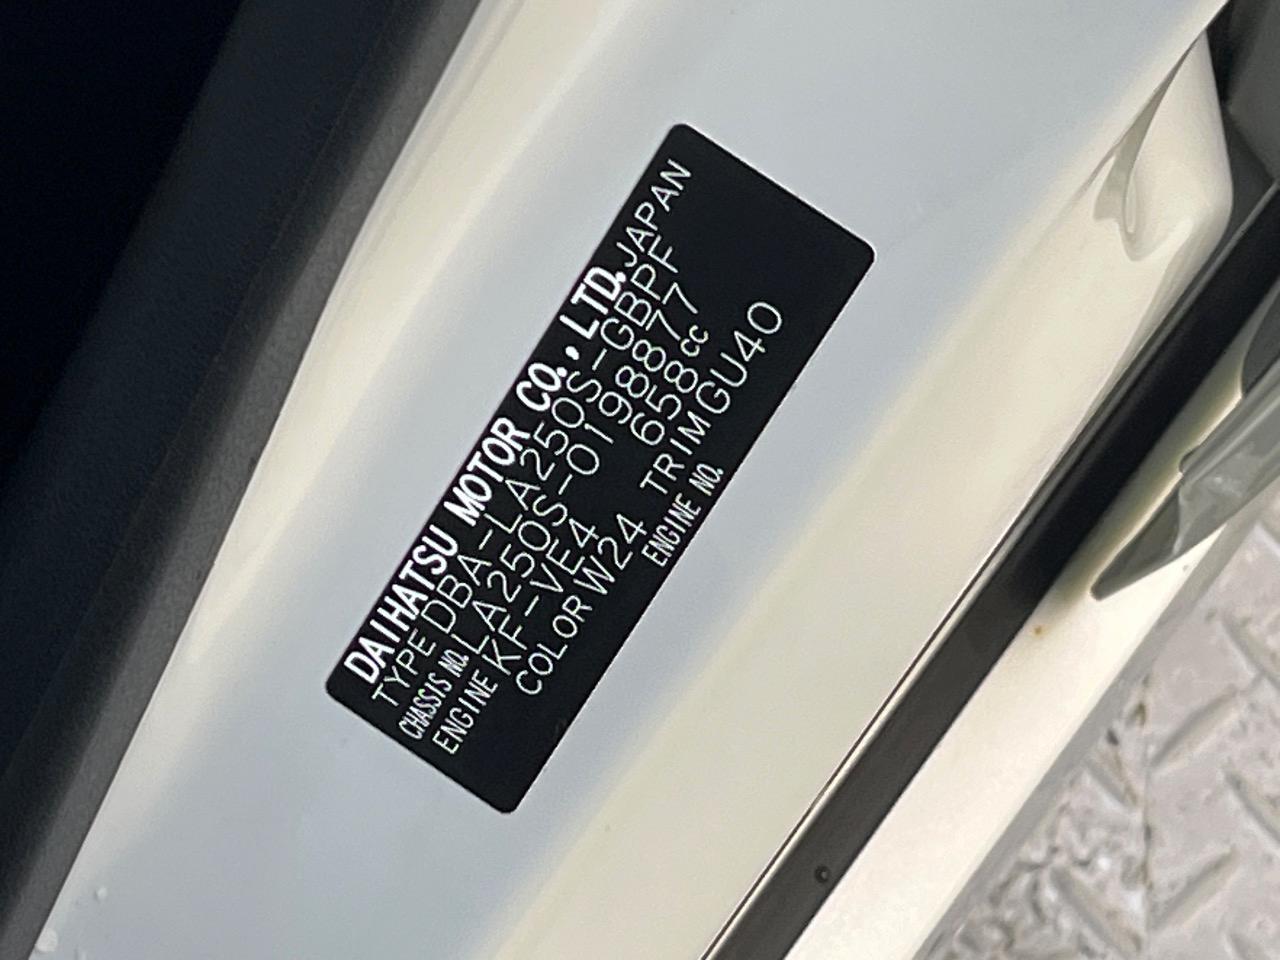 DAIHATSU MOTOR CO., LTD. JAPAN
TYPE DBA-LA250S-GBPF
CHASSIS NO. LA250S-0198877
ENGINE KF-VE4 658cc
COLOR W24 TRIM GU40
ENGINE NO.